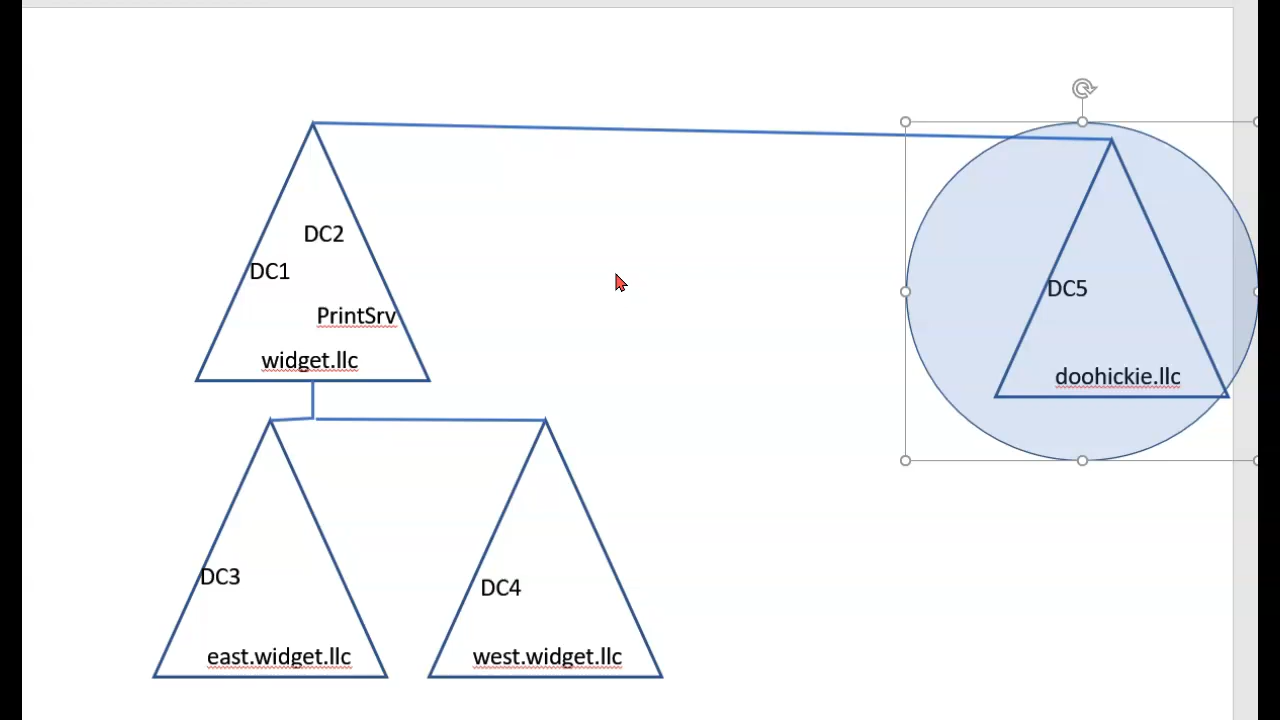 DC2
DC1
PrintSrv
widget.llc
DC5
doohickie.llc
DC3
east.widget.llc
DC4
west.widget.llc